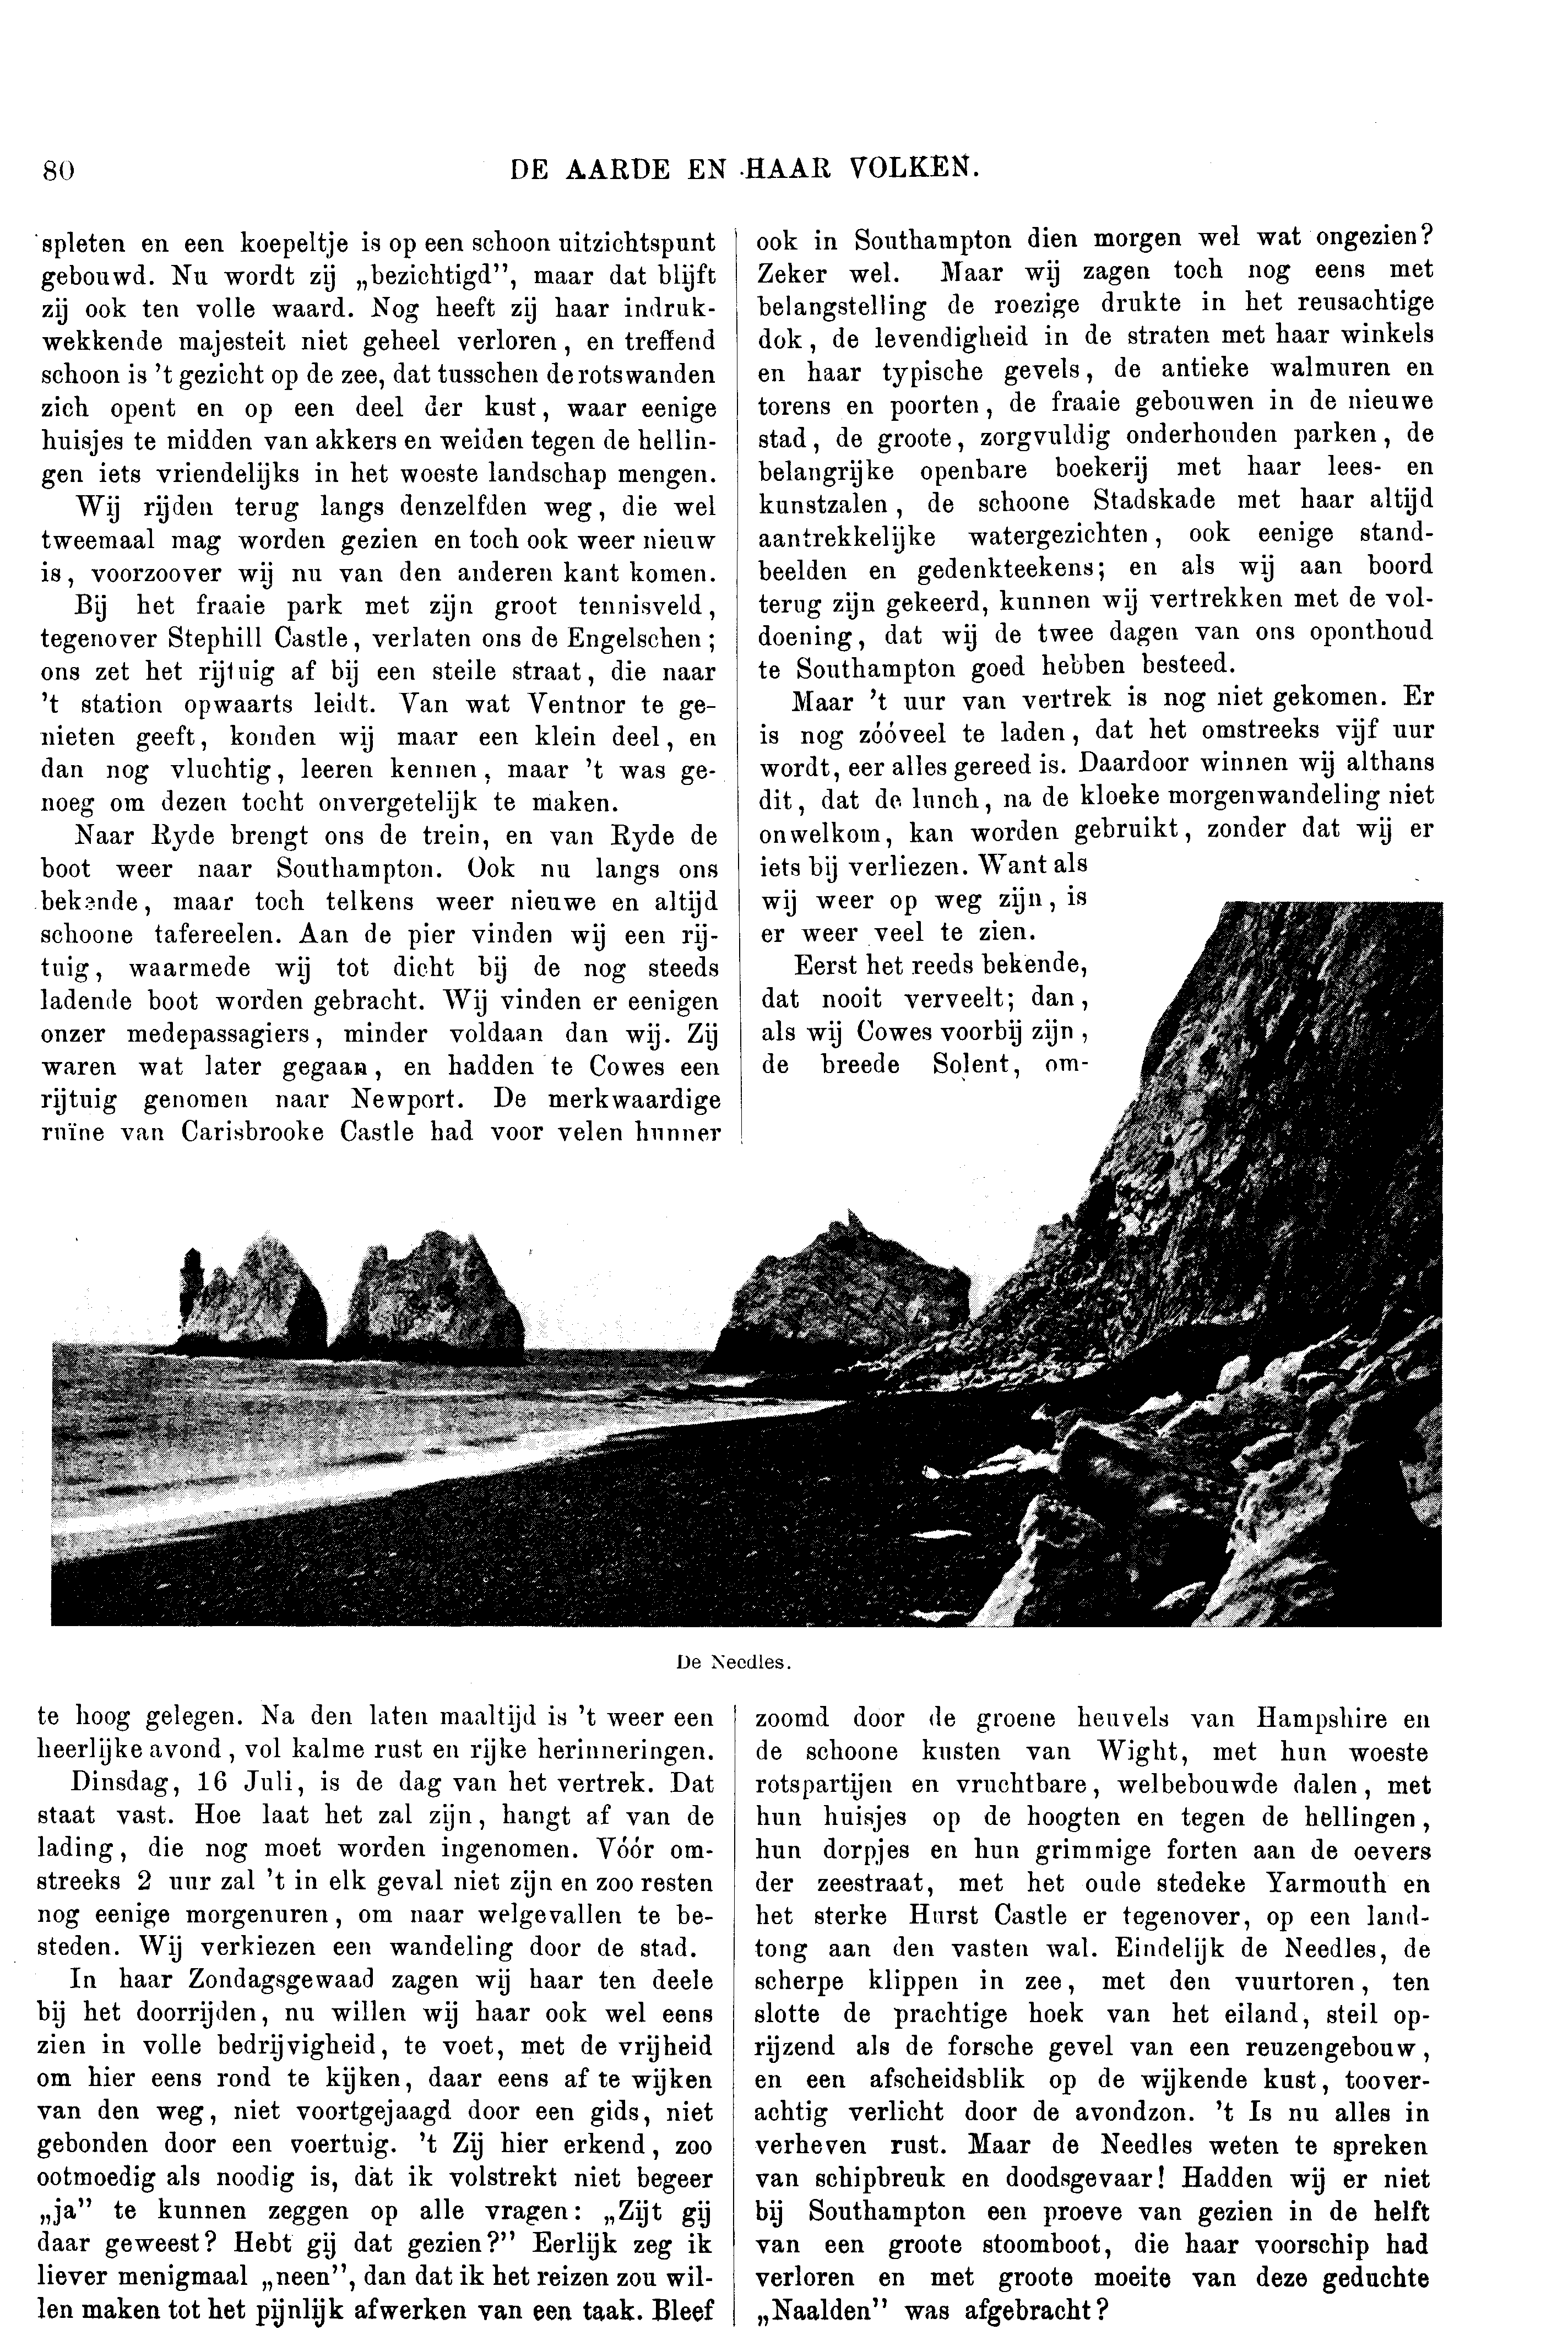 80
DE AARDE EN HAAR VOLKEN.
spleten en een koepeltje is op een schoon uitzichtspunt
gebouwd. Nu wordt zij „bezichtigd”, maar dat blijft
zij ook ten volle waard. Nog heeft zij haar indruk-
wekkende majesteit niet geheel verloren, en treffend
schoon is ’t gezicht op de zee, dat tusschen de rotswanden
zich opent en op een deel der kust, waar eenige
huisjes te midden van akkers en weiden tegen de hellin-
gen iets vriendelijks in het woeste landschap mengen.
Wij rijden terug langs denzelfden weg, die wel
tweemaal mag worden gezien en toch ook weer nieuw
is, voorzoover wij nu van den anderen kant komen.
Bij het fraaie park met zijn groot tennisveld,
tegenover Stephill Castle, verlaten ons de Engelschen;
ons zet het rijtuig af bij een steile straat, die naar
’t station opwaarts leidt. Van wat Ventnor te ge-
nieten geeft, konden wij maar een klein deel, en
dan nog vluchtig, leeren kennen, maar ’t was ge-
noeg om dezen tocht onvergetelijk te maken.
Naar Ryde brengt ons de trein, en van Ryde de
boot weer naar Southampton. Ook nu langs ons
bekende, maar toch telkens weer nieuwe en altijd
schoone tafereelen. Aan de pier vinden wij een rij-
tuig, waarmede wij tot dicht bij de nog steeds
ladende boot worden gebracht. Wij vinden er eenigen
onzer medepassagiers, minder voldaan dan wij. Zij
waren wat later gegaan, en hadden te Cowes een
rijtuig genomen naar Newport. De merkwaardige
ruïne van Carisbrooke Castle had voor velen hunner
ook in Southampton dien morgen wel wat ongezien?
Zeker wel. Maar wij zagen toch nog eens met
belangstelling de roezige drukte in het reusachtige
dok, de levendigheid in de straten met haar winkels
en haar typische gevels, de antieke walmuren en
torens en poorten, de fraaie gebouwen in de nieuwe
stad, de groote, zorgvuldig onderhouden parken, de
belangrijke openbare boekerij met haar lees- en
kunstzalen, de schoone Stadskade met haar altijd
aantrekkelijke watergezichten, ook eenige stand-
beelden en gedenkteekens; en als wij aan boord
terug zijn gekeerd, kunnen wij vertrekken met de vol-
doening, dat wij de twee dagen van ons oponthoud
te Southampton goed hebben besteed.
Maar ’t uur van vertrek is nog niet gekomen. Er
is nog zóóveel te laden, dat het omstreeks vijf uur
wordt, eer alles gereed is. Daardoor winnen wij althans
dit, dat de lunch, na de kloeke morgenwandeling niet
onwelkom, kan worden gebruikt, zonder dat wij er
iets bij verliezen. Want als
wij weer op weg zijn, is
er weer veel te zien.
Eerst het reeds bekende,
dat nooit verveelt; dan,
als wij Cowes voorbij zijn,
de breede Solent, om-
De Needles.
te hoog gelegen. Na den laten maaltijd is ’t weer een
heerlijke avond, vol kalme rust en rijke herinneringen.
Dinsdag, 16 Juli, is de dag van het vertrek. Dat
staat vast. Hoe laat het zal zijn, hangt af van de
lading, die nog moet worden ingenomen. Vóór om-
streeks 2 uur zal ’t in elk geval niet zijn en zoo resten
nog eenige morgenuren, om naar welgevallen te be-
steden. Wij verkiezen een wandeling door de stad.
In haar Zondagsgewaad zagen wij haar ten deele
bij het doorrijden, nu willen wij haar ook wel eens
zien in volle bedrijvigheid, te voet, met de vrijheid
om hier eens rond te kijken, daar eens af te wijken
van den weg, niet voortgejaagd door een gids, niet
gebonden door een voertuig. ’t Zij hier erkend, zoo
ootmoedig als noodig is, dàt ik volstrekt niet begeer
„ja” te kunnen zeggen op alle vragen: „Zijt gij
daar geweest? Hebt gij dat gezien?” Eerlijk zeg ik
liever menigmaal „neen”, dan dat ik het reizen zou wil-
len maken tot het pijnlijk afwerken van een taak. Bleef
zoomd door de groene heuvels van Hampshire en
de schoone kusten van Wight, met hun woeste
rotspartijen en vruchtbare, welbebouwde dalen, met
hun huisjes op de hoogten en tegen de hellingen,
hun dorpjes en hun grimmige forten aan de oevers
der zeestraat, met het oude stedeke Yarmouth en
het sterke Hurst Castle er tegenover, op een land-
tong aan den vasten wal. Eindelijk de Needles, de
scherpe klippen in zee, met den vuurtoren, ten
slotte de prachtige hoek van het eiland, steil op-
rijzend als de forsche gevel van een reuzengebouw,
en een afscheidsblik op de wijkende kust, toover-
achtig verlicht door de avondzon. ’t Is nu alles in
verheven rust. Maar de Needles weten te spreken
van schipbreuk en doodsgevaar! Hadden wij er niet
bij Southampton een proeve van gezien in de helft
van een groote stoomboot, die haar voorschip had
verloren en met groote moeite van deze geduchte
„Naalden” was afgebracht?